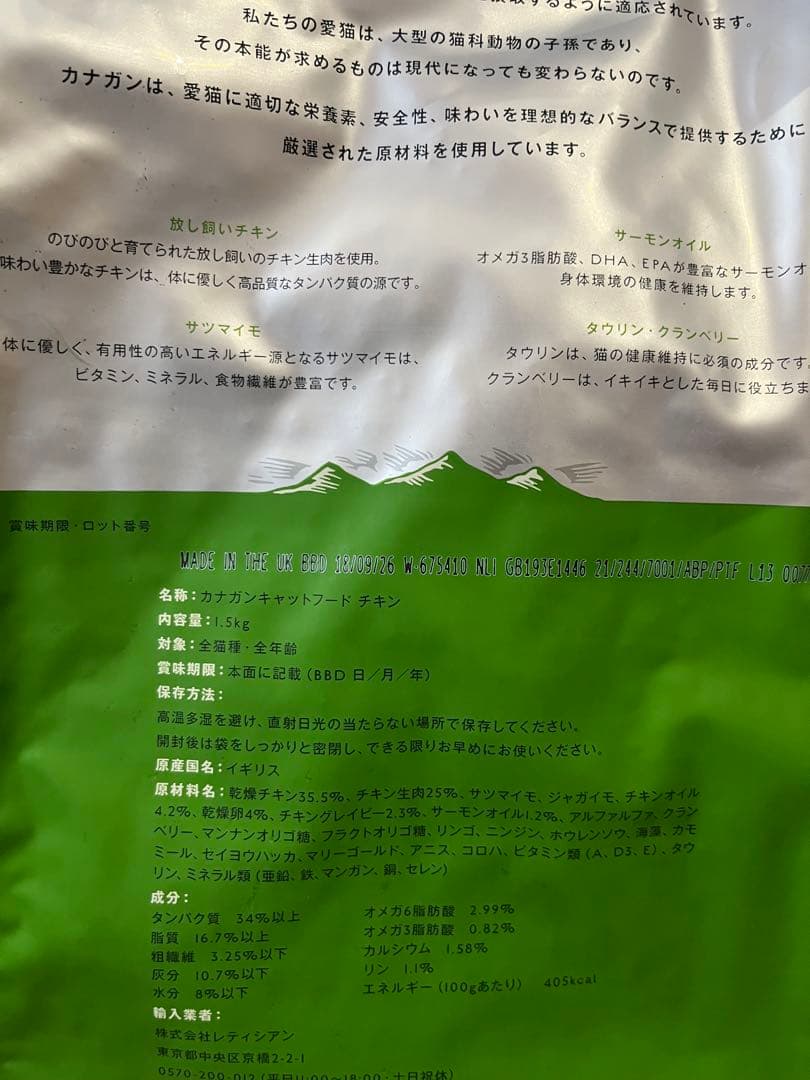 するように適応されています。
私たちの愛猫は、大型の猫科動物の子孫であり、
その本能が求めるものは現代になっても変わらないのです。
カナガンは、愛猫に適切な栄養素、安全性、味わいを理想的なバランスで提供するために
厳選された原材料を使用しています。
放し飼いチキン
のびのびと育てられた放し飼いのチキン生肉を使用。
味わい豊かなチキンは、体に優しく高品質なタンパク質の源です。
サーモンオイル
オメガ3脂肪酸、DHA、EPAが豊富なサーモンオ
身体環境の健康を維持します。
サツマイモ
体に優しく、有用性の高いエネルギー源となるサツマイモは、
ビタミン、ミネラル、食物繊維が豊富です。
タウリン・クランベリー
タウリンは、猫の健康維持に必須の成分です。
クランベリーは、イキイキとした毎日に役立ちま
賞味期限・ロット番号
MADE IN THE UK BBD 18/09/26 W-675410 NLI GB193E1446 21/244/7001/ABP/PTF L13 007
名称:カナガンキャットフード チキン
内容量:1.5kg
対象:全猫種・全年齢
賞味期限:本面に記載(BBD 日/月/年)
保存方法:
高温多湿を避け、直射日光の当たらない場所で保存してください。
開封後は袋をしっかりと密閉し、できる限りお早めにお使いください。
原産国名:イギリス
原材料名:乾燥チキン35.5%、チキン生肉25%、サツマイモ、ジャガイモ、チキンオイル
4.2%、乾燥卵4%、チキングレイビー2.3%、サーモンオイル1.2%、アルファルファ、クラン
ベリー、マンナンオリゴ糖、フラクトオリゴ糖、リンゴ、ニンジン、ホウレンソウ、海藻、カモ
ミール、セイヨウハッカ、マリーゴールド、アニス、コロハ、ビタミン類(A、D3、E)、タウ
リン、ミネラル類(亜鉛、鉄、マンガン、銅、セレン)
成分:
タンパク質 34%以上
脂質 16.7%以上
粗繊維 3.25%以下
灰分 10.7%以下
水分 8%以下
オメガ6脂肪酸 2.99%
オメガ3脂肪酸 0.82%
カルシウム 1.58%
リン 1.1%
エネルギー(100gあたり) 405kcal
輸入業者:
株式会社レティシアン
東京都中央区京橋2-2-1
0570-200-012(平日11:00~18:00・土日祝休)